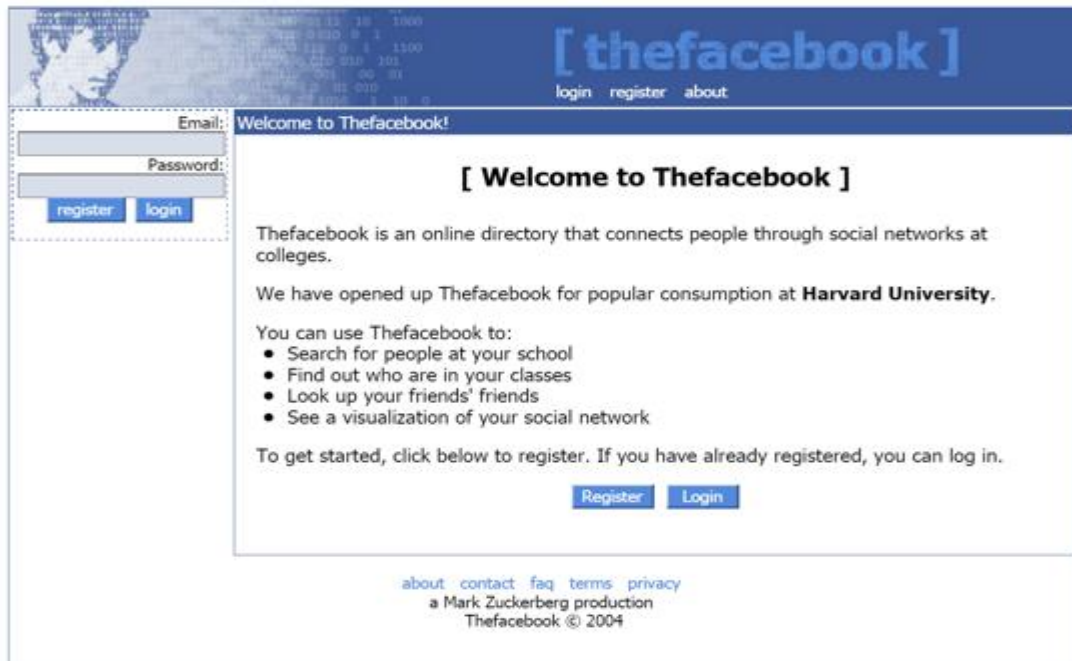 [ thefacebook ]
login register about
Email:
Password:
register login
Welcome to Thefacebook!
[ Welcome to Thefacebook ]
Thefacebook is an online directory that connects people through social networks at
colleges.
We have opened up Thefacebook for popular consumption at Harvard University.
You can use Thefacebook to:
• Search for people at your school
• Find out who are in your classes
• Look up your friends' friends
• See a visualization of your social network
To get started, click below to register. If you have already registered, you can log in.
Register Login
about contact faq terms privacy
a Mark Zuckerberg production
Thefacebook © 2004